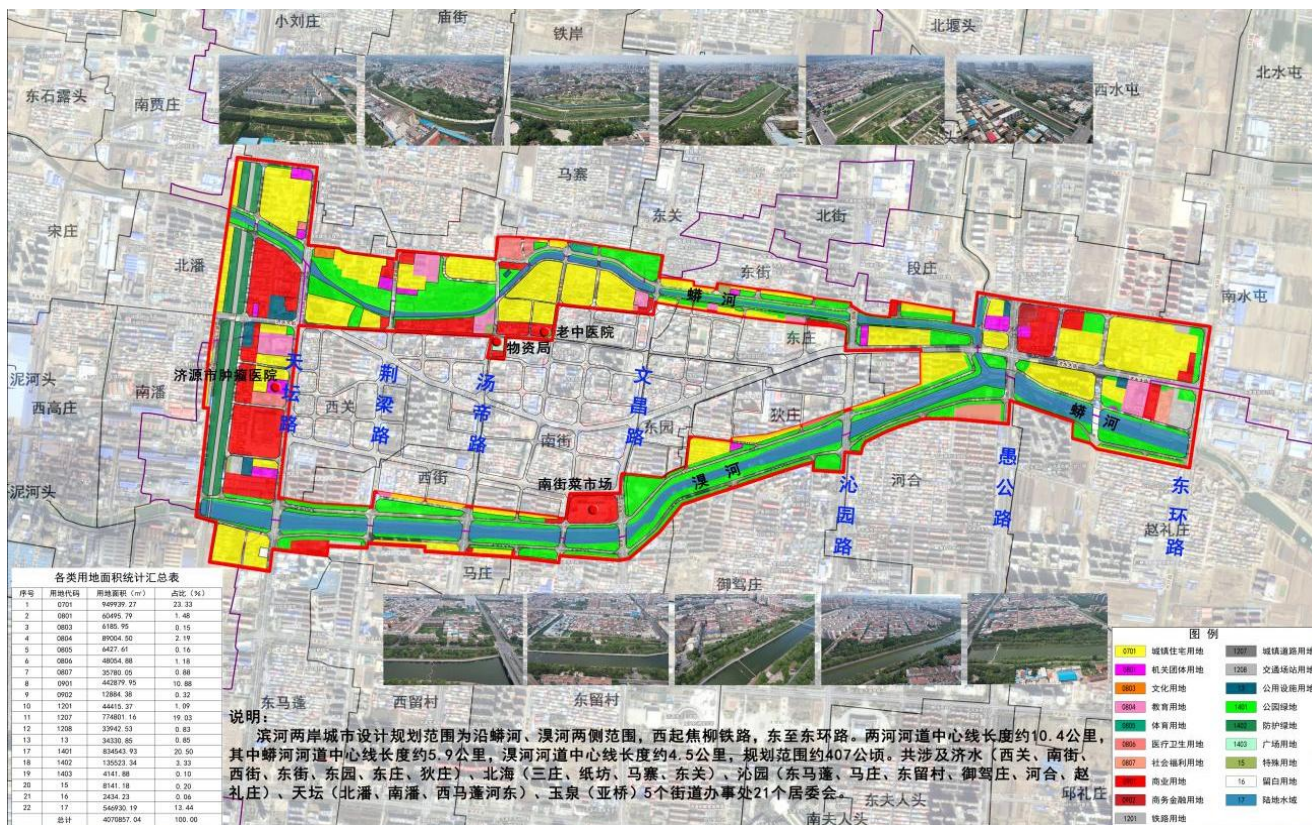 小刘庄
庙街
铁岸
北堰头
北水屯
东石露头
南贾庄
西水屯
马寨
东关
北街
宋庄
北潘
东街
段庄
南水屯
蟒河
东庄
老中医院
物资局
天坛路
荆梁路
汤帝路
文昌路
泥河头
南潘
济源市肿瘤医院
西高庄
西关
南街
东园
狄庄
蟒河
西街
南街菜市场
溴河
沁园路
河合
愚公路
东环路
泥河头
赵礼庄
马庄
御驾庄
各类用地面积统计汇总表
序号 用地代码 用地面积(㎡) 占比(%)
1 0701 949939.27 23.33
2 0801 60495.79 1.48
3 0803 6185.95 0.15
4 0804 89004.50 2.19
5 0805 6427.61 0.16
6 0806 48054.88 1.18
7 0807 35780.05 0.88
8 0901 442879.95 10.88
9 0902 12884.38 0.32
10 1201 44415.37 1.09
11 1207 774801.16 19.03
12 1208 33942.53 0.83
13 13 34330.85 0.85
17 1401 834543.93 20.50
18 1402 135523.34 3.33
19 1403 4141.88 0.10
20 15 8141.18 0.20
21 16 2434.23 0.06
22 17 546930.19 13.44
总计 4070857.04 100.00
图例
0701 城镇住宅用地 1207 城镇道路用地
0801 机关团体用地 1208 交通场站用地
0803 文化用地 13 公用设施用地
0804 教育用地 1401 公园绿地
0805 体育用地 1402 防护绿地
0806 医疗卫生用地 1403 广场用地
0807 社会福利用地 15 特殊用地
0901 商业用地 16 留白用地
0902 商务金融用地 17 陆地水域
1201 铁路用地
东马蓬
西留村
东留村
说明:
滨河两岸城市设计规划范围为沿蟒河、溴河两侧范围,西起焦柳铁路,东至东环路。两河河道中心线长度约10.4公里,
其中蟒河河道中心线长度约5.9公里,溴河河道中心线长度约4.5公里,规划范围约407公顷。共涉及济水(西关、南街、
西街、东街、东园、东庄、狄庄)、北海(三庄、纸坊、马寨、东关)、沁园(东马蓬、马庄、东留村、御驾庄、河合、赵
礼庄)、天坛(北潘、南潘、西马蓬河东)、玉泉(亚桥)5个街道办事处21个居委会。
东夫人头
邱礼庄
南夫人头